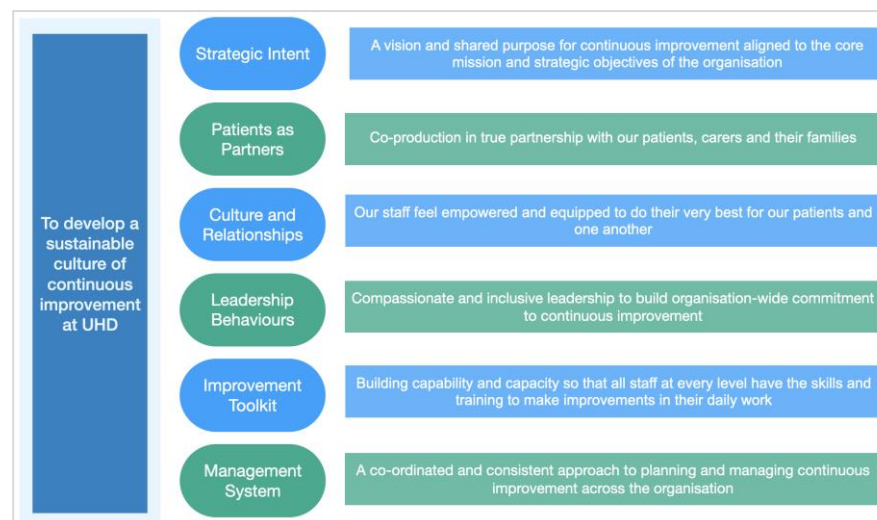 To develop a
sustainable
culture of
continuous
improvement
at UHD
Strategic Intent
A vision and shared purpose for continuous improvement aligned to the core
mission and strategic objectives of the organisation
Patients as
Partners
Co-production in true partnership with our patients, carers and their families
Culture and
Relationships
Our staff feel empowered and equipped to do their very best for our patients and
one another
Leadership
Behaviours
Compassionate and inclusive leadership to build organisation-wide commitment
to continuous improvement
Improvement
Toolkit
Building capability and capacity so that all staff at every level have the skills and
training to make improvements in their daily work
Management
System
A co-ordinated and consistent approach to planning and managing continuous
improvement across the organisation